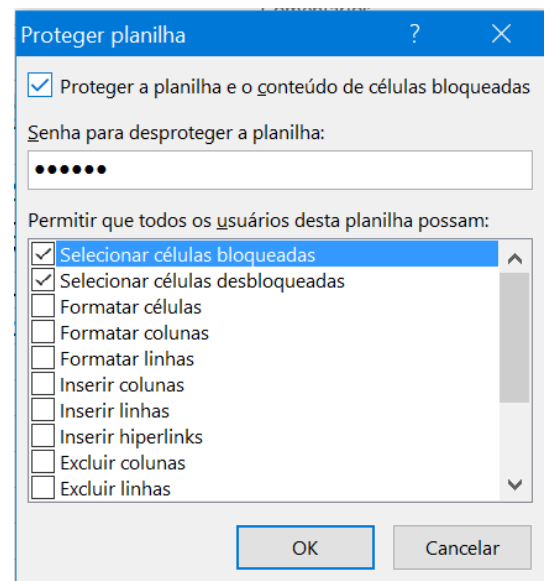 Proteger planilha
Proteger a planilha e o conteúdo de células bloqueadas
Senha para desproteger a planilha:
●●●●●●
Permitir que todos os usuários desta planilha possam:
Selecionar células bloqueadas
Selecionar células desbloqueadas
Formatar células
Formatar colunas
Formatar linhas
Inserir colunas
Inserir linhas
Inserir hiperlinks
Excluir colunas
Excluir linhas
OK Cancelar